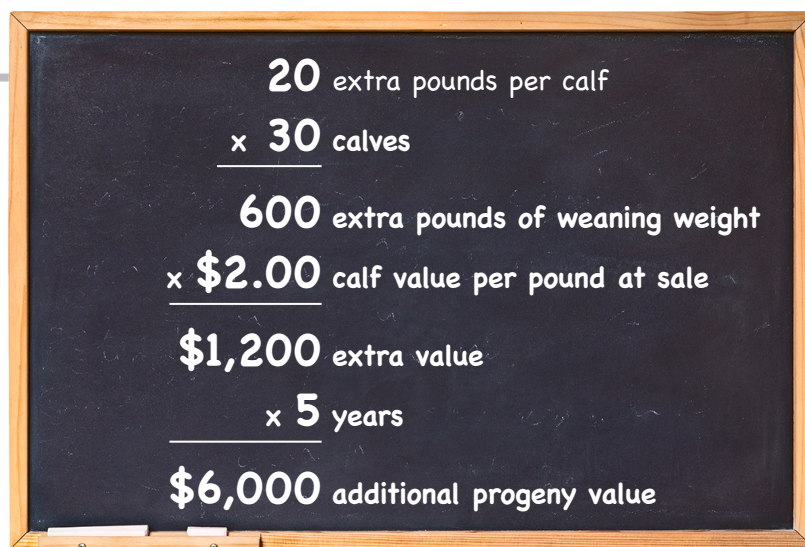 20 extra pounds per calf
x 30 calves
600 extra pounds of weaning weight
x $2.00 calf value per pound at sale
$1,200 extra value
x 5 years
$6,000 additional progeny value